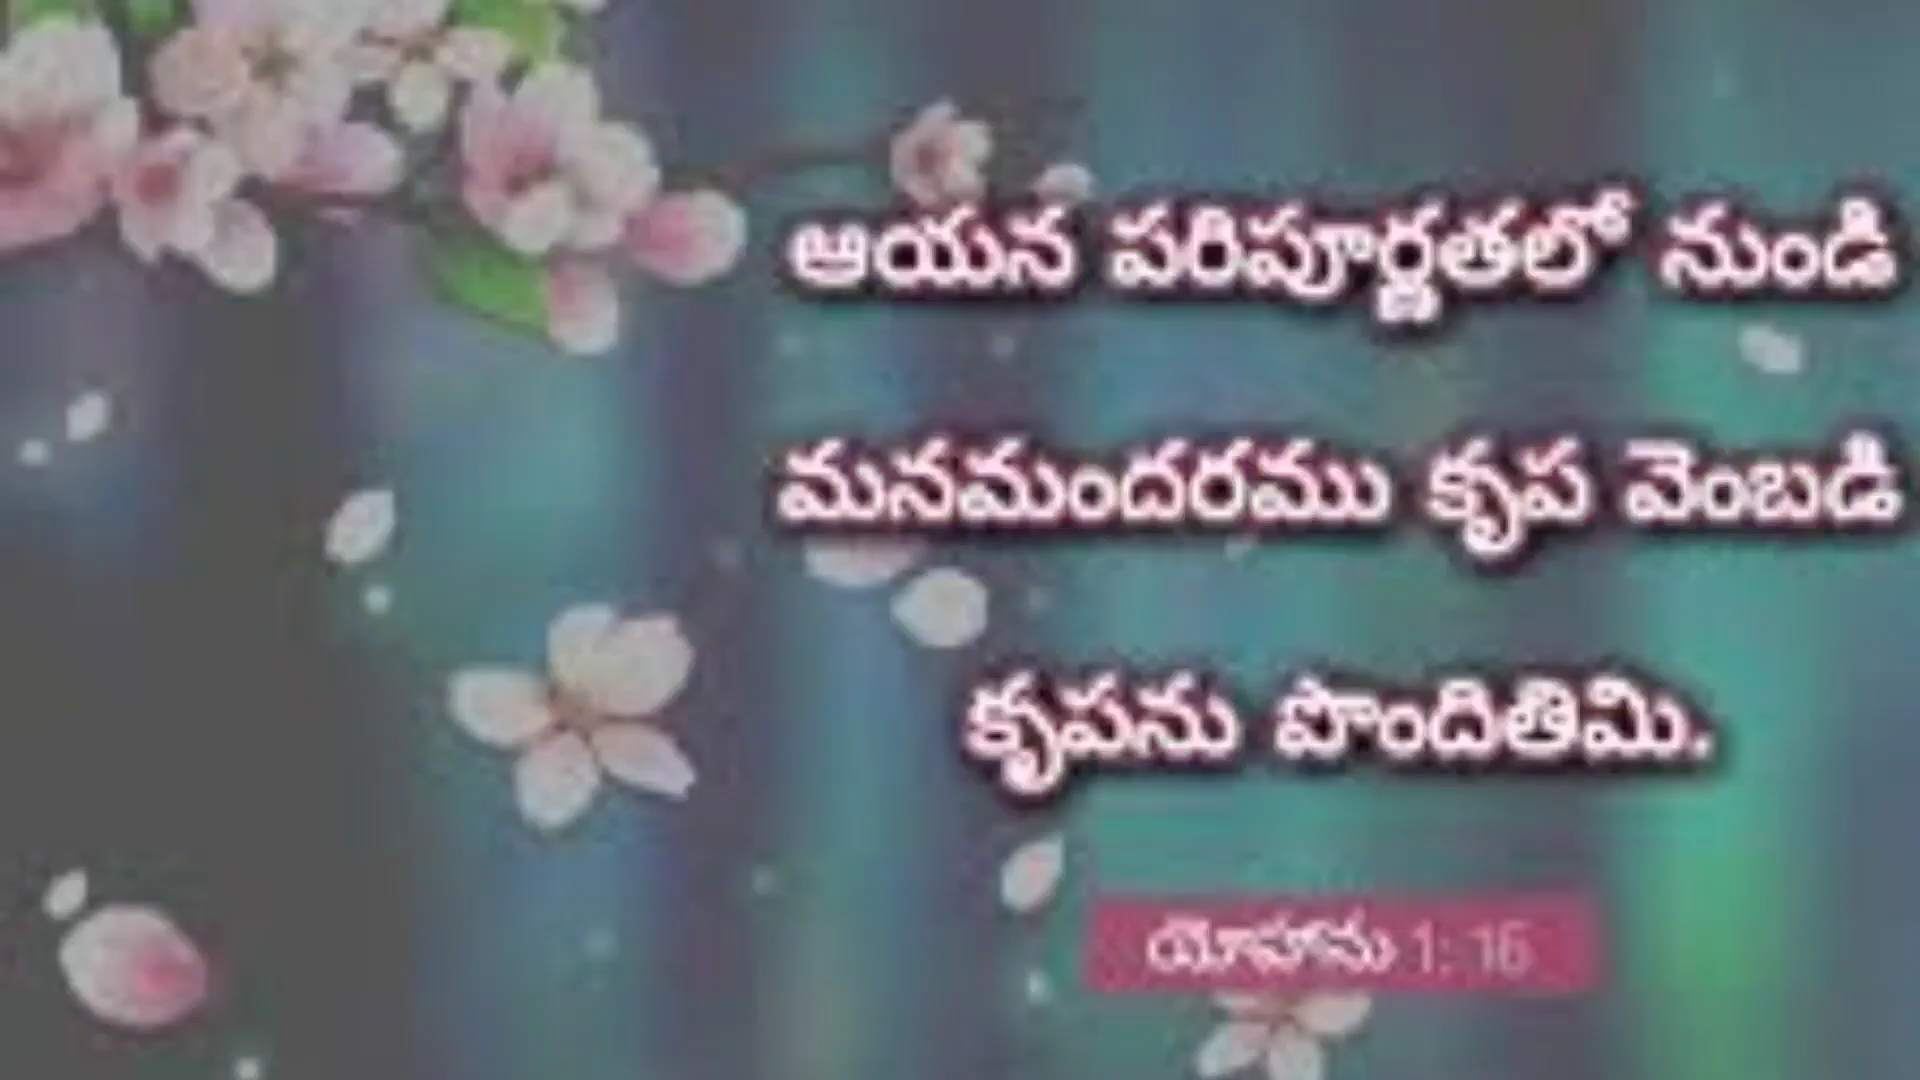 ఆయన పరిపూర్ణతలో నుండి
మనమందరము కృప వెంబడి
కృపను పొందితిమి.
యోహాను 1: 16